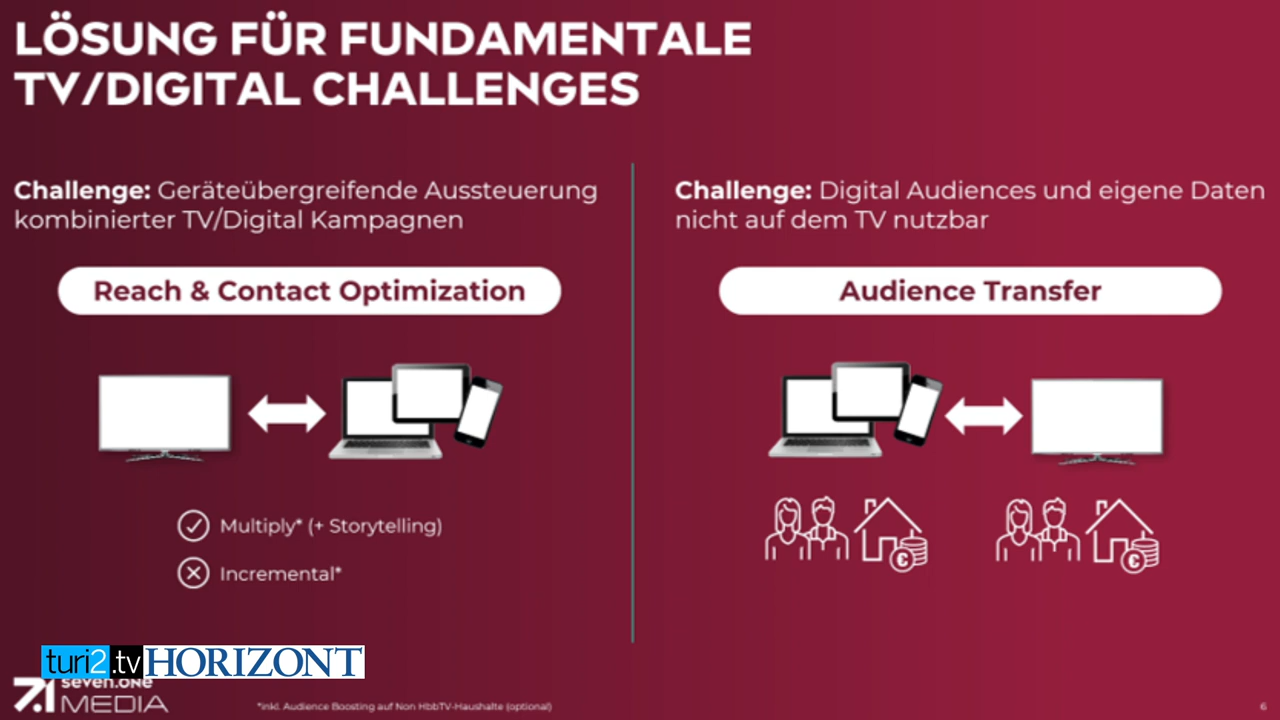 LÖSUNG FÜR FUNDAMENTALE
TV/DIGITAL CHALLENGES
Challenge: Geräteübergreifende Aussteuerung
kombinierter TV/Digital Kampagnen
Reach & Contact Optimization
Multiply* (+ Storytelling)
Incremental*
Challenge: Digital Audiences und eigene Daten
nicht auf dem TV nutzbar
Audience Transfer
€ €
turi2.tv HORIZONT
7.1 seven.one
MEDIA
*inkl. Audience Boosting auf Non HbbTV-Haushalte (optional)
6